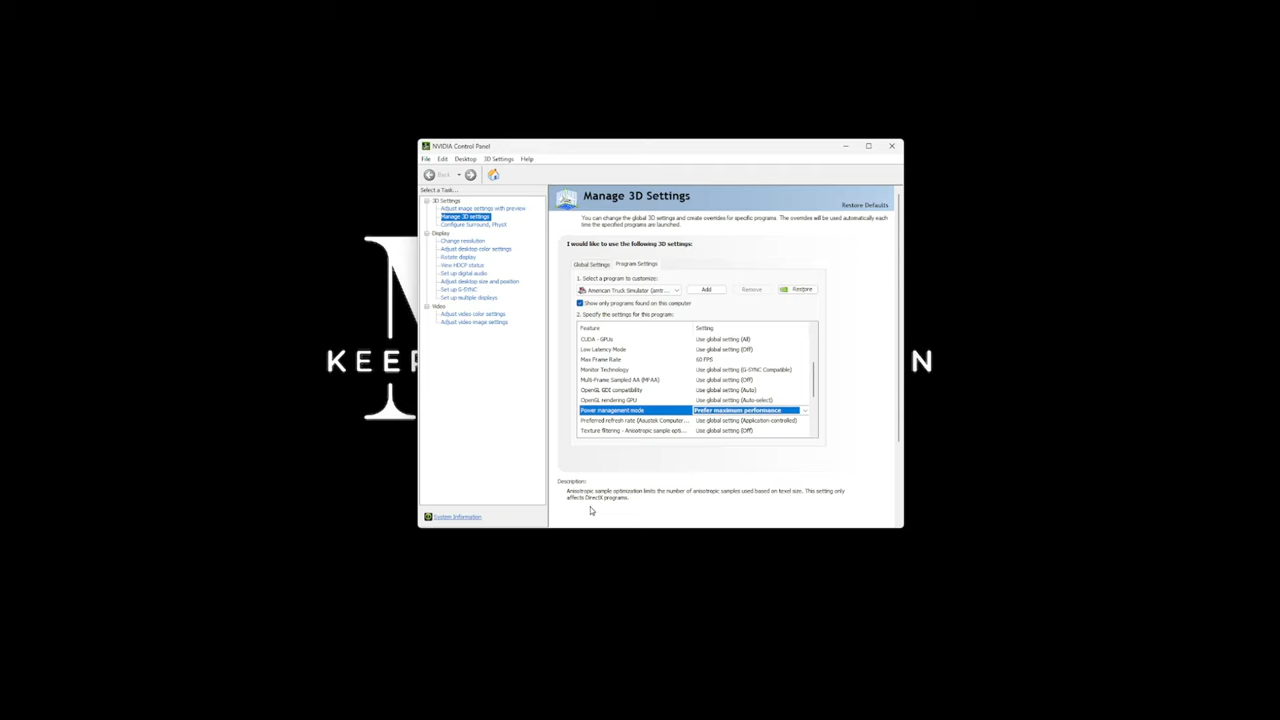 NVIDIA Control Panel
File Edit Desktop 3D Settings Help
Back
Select a Task...
3D Settings
Adjust image settings with preview
Manage 3D settings
Configure Surround, PhysX
Display
Change resolution
Adjust desktop color settings
Rotate display
View HDCP status
Set up digital audio
Adjust desktop size and position
Set up G-SYNC
Set up multiple displays
Video
Adjust video color settings
Adjust video image settings
System Information
Manage 3D Settings
Restore Defaults
You can change the global 3D settings and create overrides for specific programs. The overrides will be used automatically each
time the specified programs are launched.
I would like to use the following 3D settings:
Global Settings Program Settings
1. Select a program to customize:
American Truck Simulator (amtr... Add Remove Restore
Show only programs found on this computer
2. Specify the settings for this program:
Feature Setting
CUDA - GPUs Use global setting (All)
Low Latency Mode Use global setting (Off)
Max Frame Rate 60 FPS
Monitor Technology Use global setting (G-SYNC Compatible)
Multi-Frame Sampled AA (MFAA) Use global setting (Off)
OpenGL GDI compatibility Use global setting (Auto)
OpenGL rendering GPU Use global setting (Auto-select)
Power management mode Prefer maximum performance
Preferred refresh rate (Asustek Computer... Use global setting (Application-controlled)
Texture filtering - Anisotropic sample opti... Use global setting (Off)
Description:
Anisotropic sample optimization limits the number of anisotropic samples used based on texel size. This setting only
affects DirectX programs.
KEEP
N